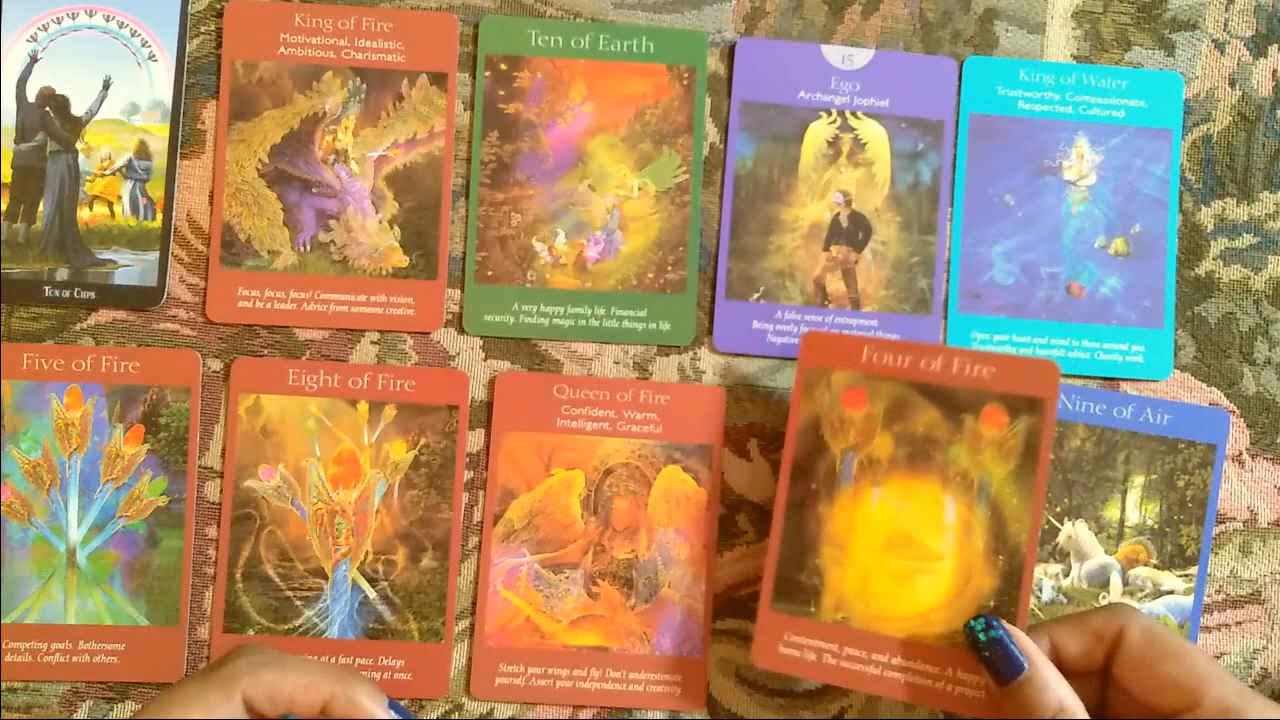 Ten of Cups
King of Fire
Motivational, Idealistic,
Ambitious, Charismatic
Focus, focus, focus! Communicate with vision,
and be a leader. Advice from someone creative.
Ten of Earth
A very happy family life. Financial
security. Finding magic in the little things in life.
15
Ego
Archangel Jophiel
A false sense of entrapment.
Being overly focused on material things.
Negative
King of Water
Trustworthy, Compassionate,
Respected, Cultured
Open your heart and mind to those around you.
Trustworthy and heartfelt advice. Charity work.
Five of Fire
Competing goals. Bothersome
details. Conflict with others.
Eight of Fire
at a fast pace. Delays
at once.
Queen of Fire
Confident, Warm,
Intelligent, Graceful
Stretch your wings and fly! Don't underestimate
yourself. Assert your independence and creativity.
Four of Fire
Contentment, peace, and abundance. A happy
home life. The successful completion of a project.
Nine of Air